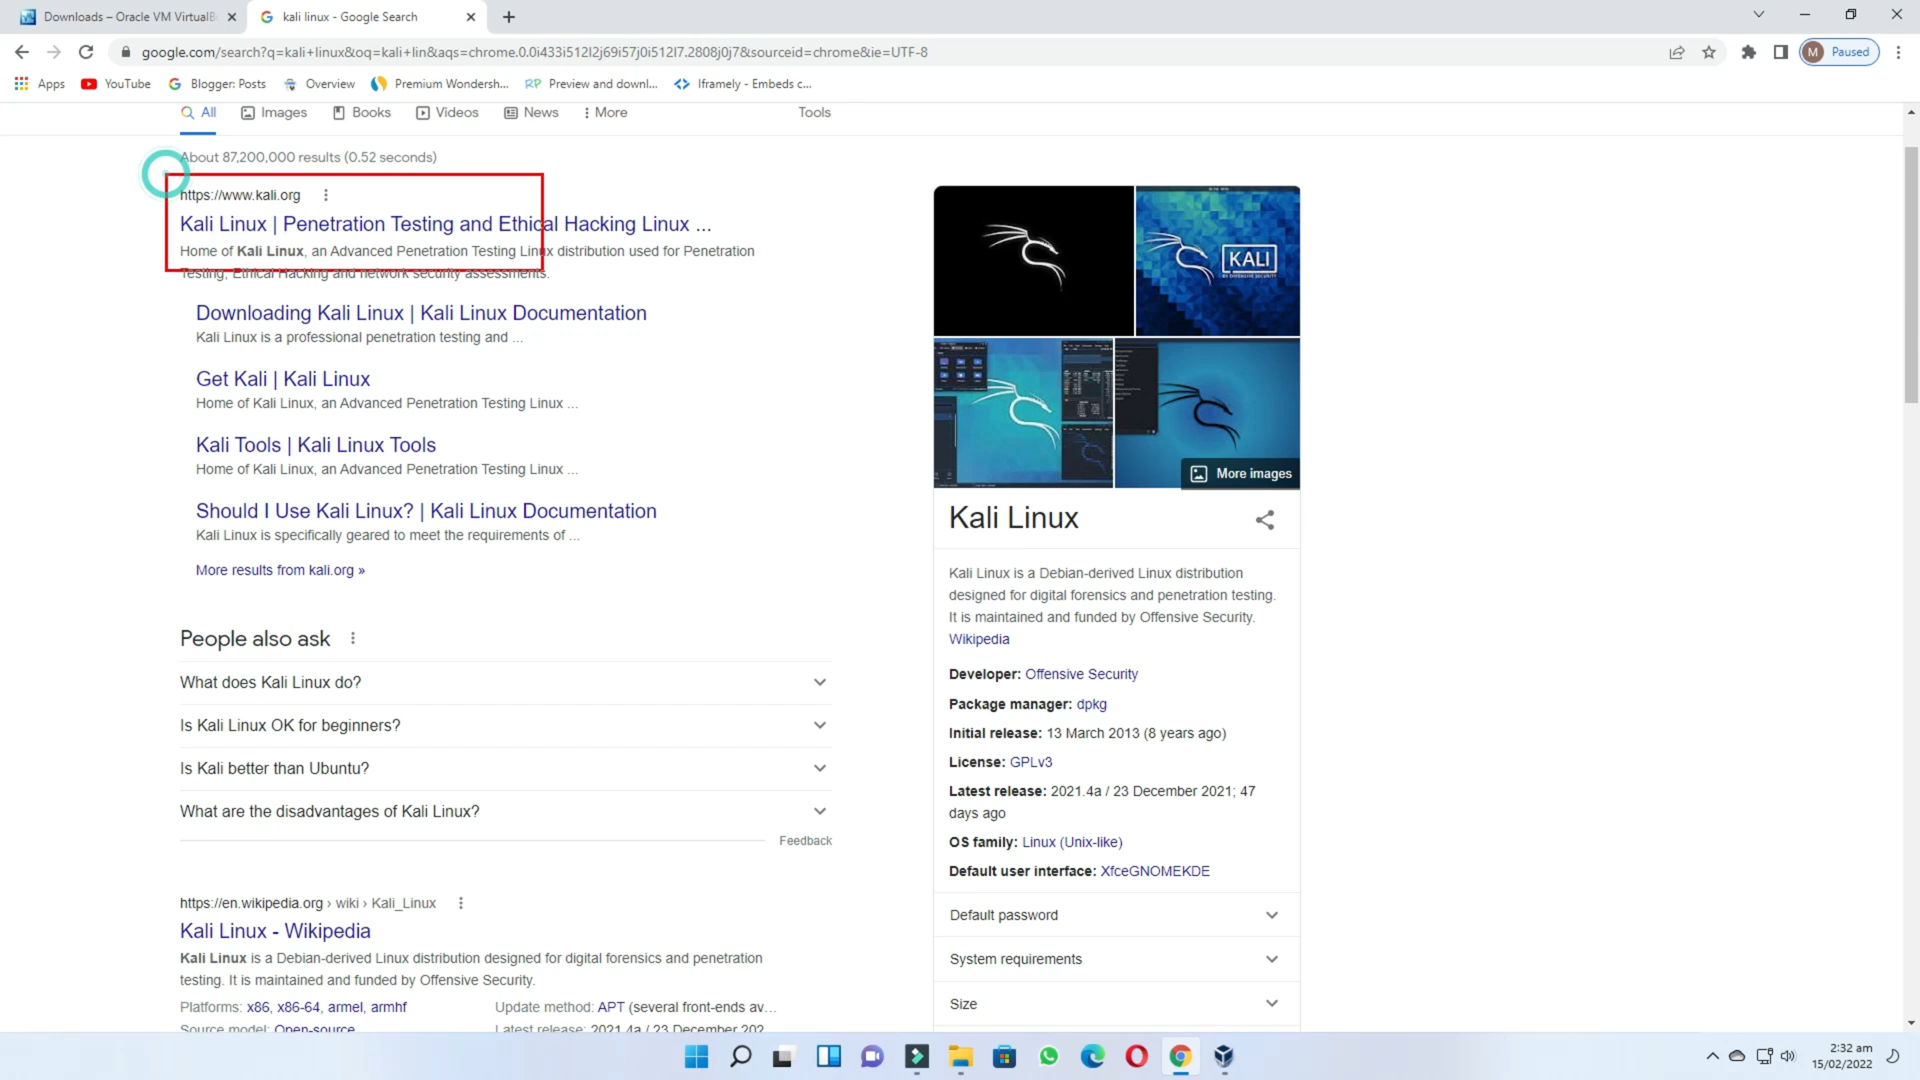 Downloads – Oracle VM VirtualB
kali linux - Google Search
google.com/search?q=kali+linux&oq=kali+lin&aqs=chrome.0.0i433i512l2j69i57j0i512l7.2808j0j7&sourceid=chrome&ie=UTF-8
M Paused
Apps YouTube Blogger: Posts Overview Premium Wondersh... RP Preview and downl... Iframely - Embeds c...
All Images Books Videos News More Tools
About 87,200,000 results (0.52 seconds)
https://www.kali.org
Kali Linux | Penetration Testing and Ethical Hacking Linux ...
Home of Kali Linux, an Advanced Penetration Testing Linux distribution used for Penetration
Testing, Ethical Hacking and network security assessments.
Downloading Kali Linux | Kali Linux Documentation
Kali Linux is a professional penetration testing and ...
Get Kali | Kali Linux
Home of Kali Linux, an Advanced Penetration Testing Linux ...
Kali Tools | Kali Linux Tools
Home of Kali Linux, an Advanced Penetration Testing Linux ...
Should I Use Kali Linux? | Kali Linux Documentation
Kali Linux is specifically geared to meet the requirements of ...
More results from kali.org »
People also ask
What does Kali Linux do?
Is Kali Linux OK for beginners?
Is Kali better than Ubuntu?
What are the disadvantages of Kali Linux?
Feedback
https://en.wikipedia.org › wiki › Kali_Linux
Kali Linux - Wikipedia
Kali Linux is a Debian-derived Linux distribution designed for digital forensics and penetration
testing. It is maintained and funded by Offensive Security.
Platforms: x86, x86-64, armel, armhf
Update method: APT (several front-ends av...
Source model: Open-source
Latest release: 2021.4a / 23 December 202
KALI
BY OFFENSIVE SECURITY
More images
Kali Linux
Kali Linux is a Debian-derived Linux distribution
designed for digital forensics and penetration testing.
It is maintained and funded by Offensive Security.
Wikipedia
Developer: Offensive Security
Package manager: dpkg
Initial release: 13 March 2013 (8 years ago)
License: GPLv3
Latest release: 2021.4a / 23 December 2021; 47
days ago
OS family: Linux (Unix-like)
Default user interface: XfceGNOMEKDE
Default password
System requirements
Size
2:32 am
15/02/2022